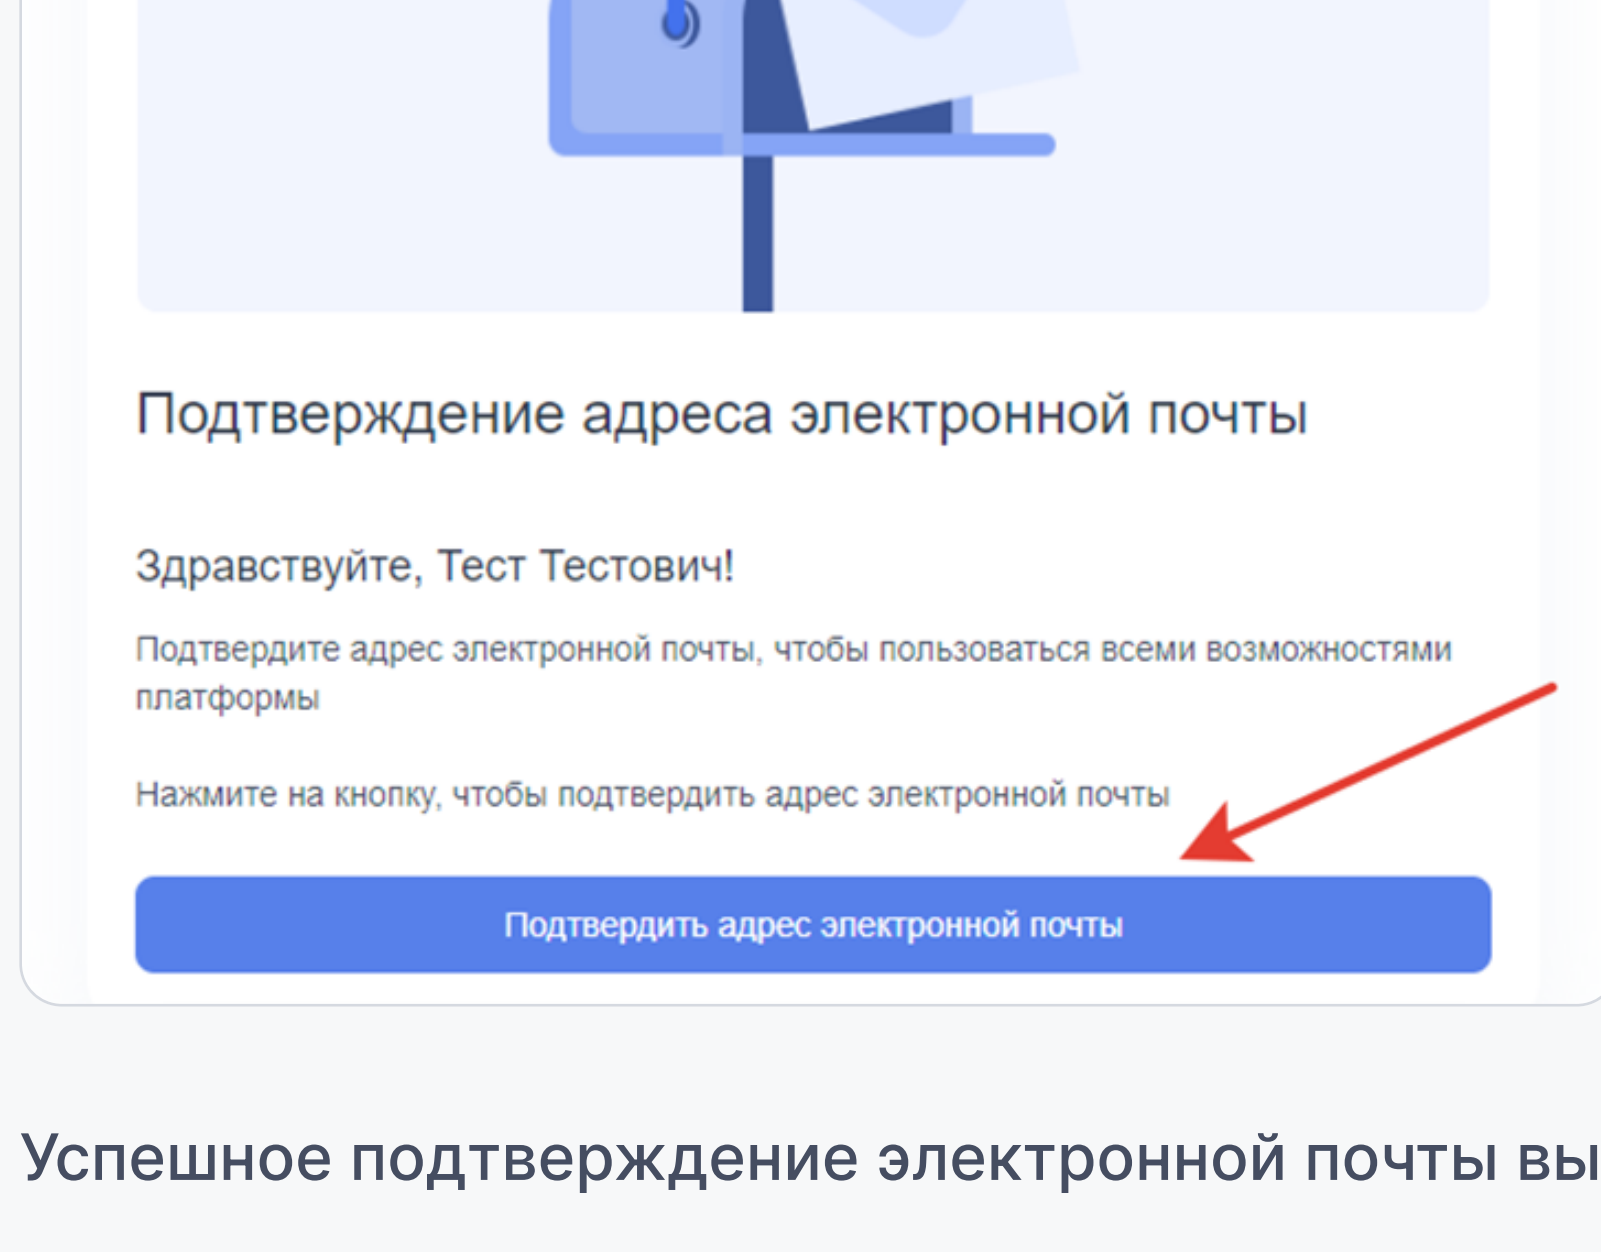 Подтверждение адреса электронной почты
Здравствуйте, Тест Тестович!
Подтвердите адрес электронной почты, чтобы пользоваться всеми возможностями
платформы
Нажмите на кнопку, чтобы подтвердить адрес электронной почты
Подтвердить адрес электронной почты
Успешное подтверждение электронной почты вы